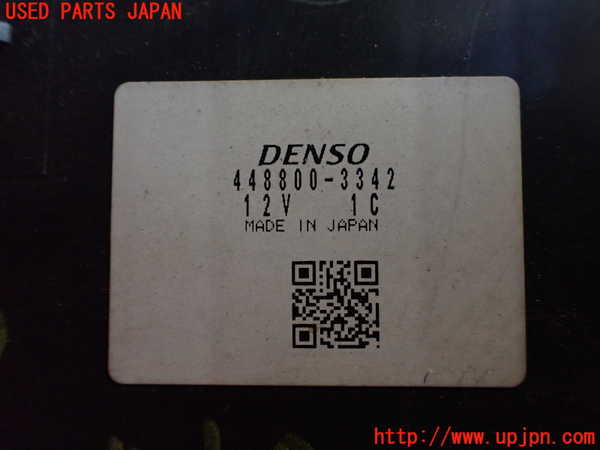 USED PARTS JAPAN
DENSO
448800-3342
12V 1C
MADE IN JAPAN
http://www.upjpn.com